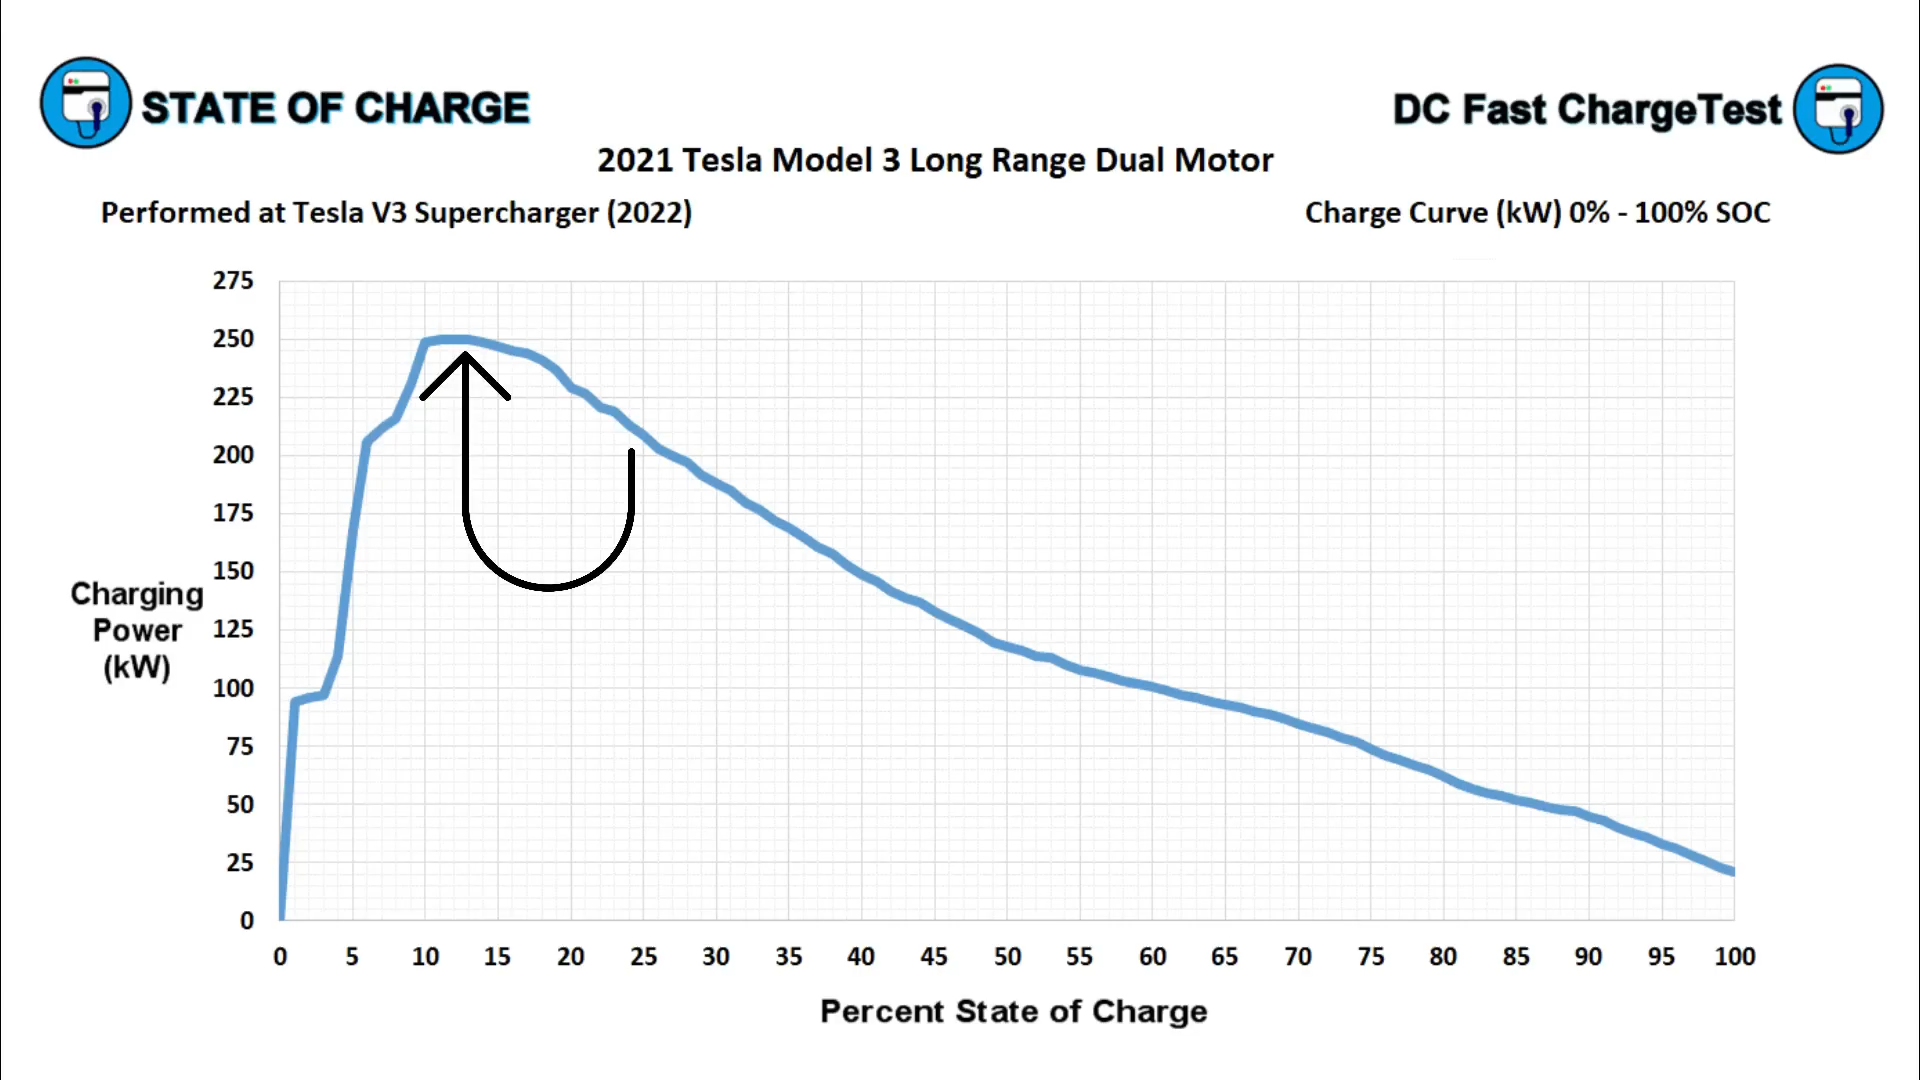 STATE OF CHARGE
DC Fast ChargeTest
2021 Tesla Model 3 Long Range Dual Motor
Performed at Tesla V3 Supercharger (2022)
Charge Curve (kW) 0% - 100% SOC
275
250
225
200
175
150
125
100
75
50
25
0
Charging
Power
(kW)
0 5 10 15 20 25 30 35 40 45 50 55 60 65 70 75 80 85 90 95 100
Percent State of Charge